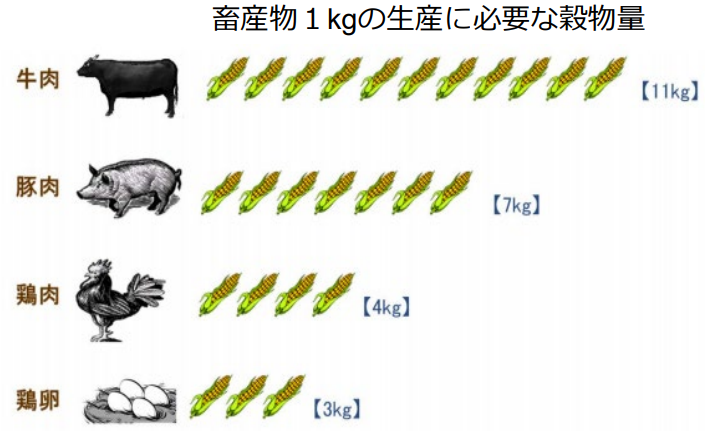 畜産物１kgの生産に必要な穀物量
牛肉 【11kg】
豚肉 【7kg】
鶏肉 【4kg】
鶏卵 【3kg】